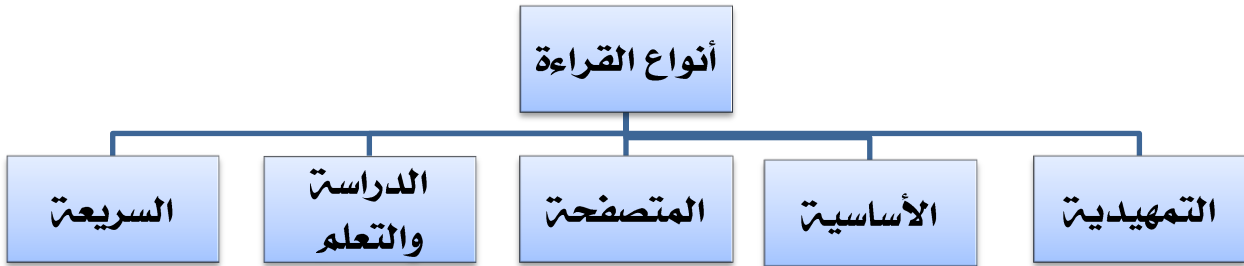 أنواع القراءة
التمهيدية
الأساسية
المتصفحة
الدراسة
والتعلم
السريعة